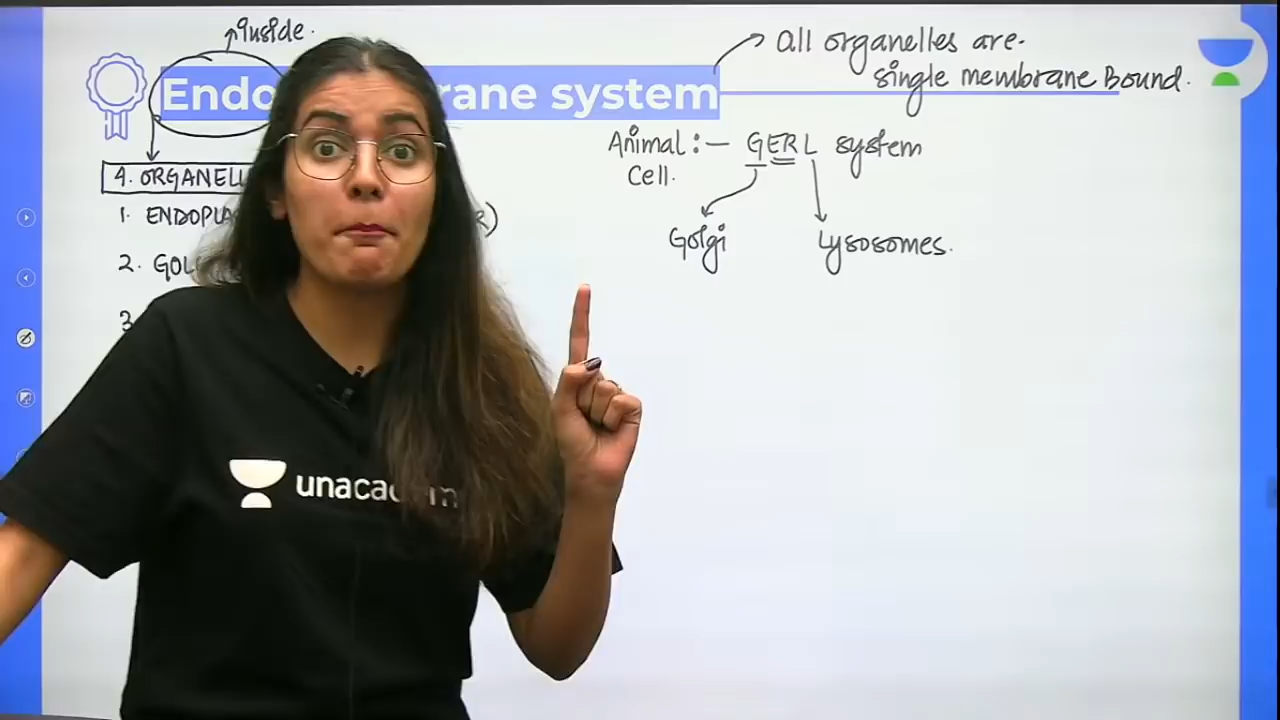 inside.
all organelles are
single membrane Bound.
Endo rane system
Animal :- GERL system
Cell.
4. ORGANELL
1. ENDOPLA R)
Golgi
Lysosomes.
2. GOL
3
unacadem